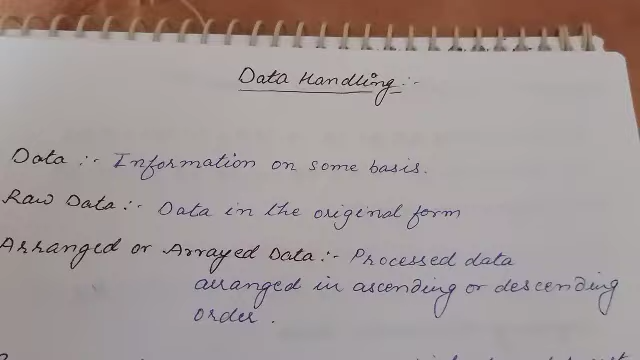 Data Handling :-
Data :- Information on some basis.
Raw Data :- Data in the original form
Arranged or Arrayed Data :- Processed data
arranged in ascending or descending
order.